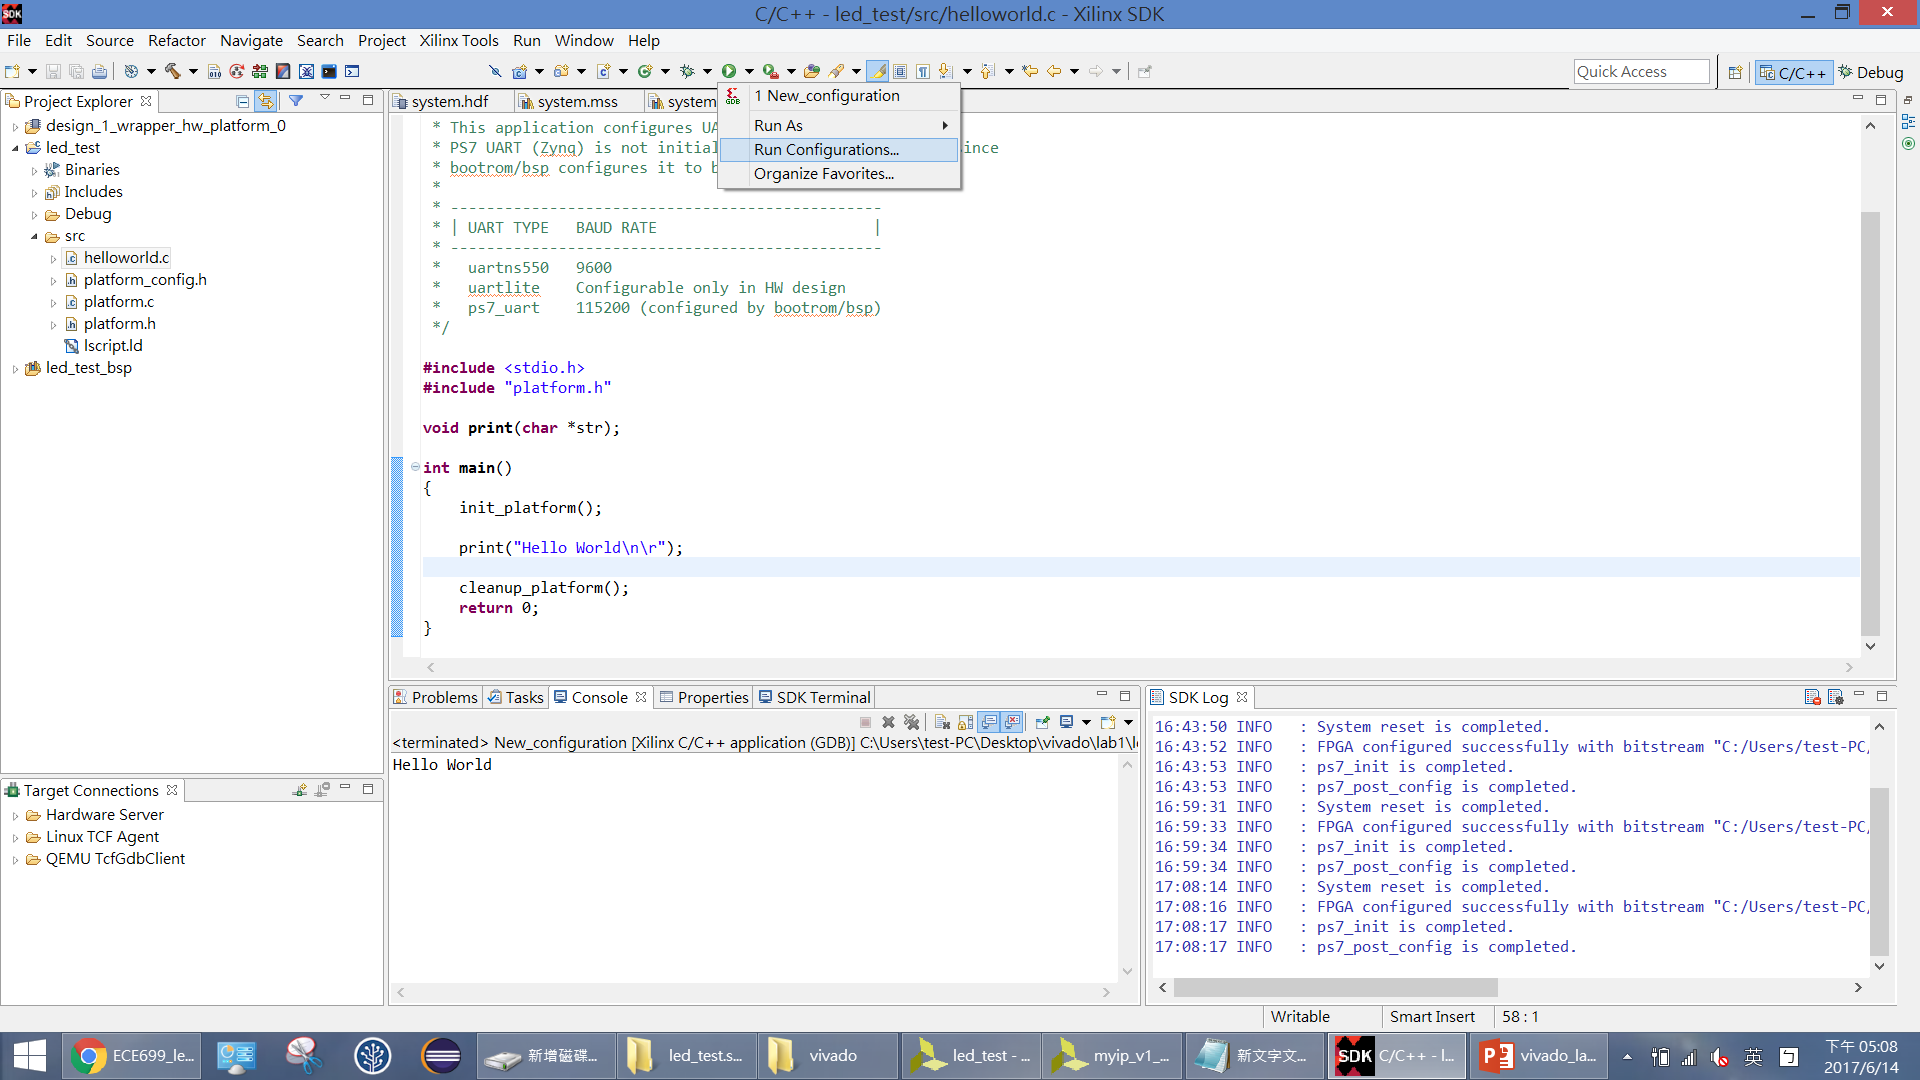 SDK
C/C++ - led_test/src/helloworld.c - Xilinx SDK
File Edit Source Refactor Navigate Search Project Xilinx Tools Run Window Help
Quick Access
C/C++
Debug
Project Explorer
design_1_wrapper_hw_platform_0
led_test
Binaries
Includes
Debug
src
helloworld.c
platform_config.h
platform.c
platform.h
lscript.ld
led_test_bsp
system.hdf
system.mss
system
1 New_configuration
Run As
Run Configurations...
Organize Favorites...
* This application configures UA
* PS7 UART (Zynq) is not initial
since
* bootrom/bsp configures it to b
*
* ------------------------------------------------
* | UART TYPE   BAUD RATE                        |
* ------------------------------------------------
*   uartns550   9600
*   uartlite    Configurable only in HW design
*   ps7_uart    115200 (configured by bootrom/bsp)
*/
#include <stdio.h>
#include "platform.h"
void print(char *str);
int main()
{
init_platform();
print("Hello World\n\r");
cleanup_platform();
return 0;
}
Problems
Tasks
Console
Properties
SDK Terminal
<terminated> New_configuration [Xilinx C/C++ application (GDB)] C:\Users\test-PC\Desktop\vivado\lab1\l
Hello World
SDK Log
16:43:50 INFO   : System reset is completed.
16:43:52 INFO   : FPGA configured successfully with bitstream "C:/Users/test-PC,
16:43:53 INFO   : ps7_init is completed.
16:43:53 INFO   : ps7_post_config is completed.
16:59:31 INFO   : System reset is completed.
16:59:33 INFO   : FPGA configured successfully with bitstream "C:/Users/test-PC,
16:59:34 INFO   : ps7_init is completed.
16:59:34 INFO   : ps7_post_config is completed.
17:08:14 INFO   : System reset is completed.
17:08:16 INFO   : FPGA configured successfully with bitstream "C:/Users/test-PC,
17:08:17 INFO   : ps7_init is completed.
17:08:17 INFO   : ps7_post_config is completed.
Target Connections
Hardware Server
Linux TCF Agent
QEMU TcfGdbClient
Writable
Smart Insert
58 : 1
ECE699_le...
新增磁碟...
led_test.s...
vivado
led_test - ...
myip_v1_...
新文字文...
SDK
C/C++ - l...
vivado_la...
英
下午 05:08
2017/6/14